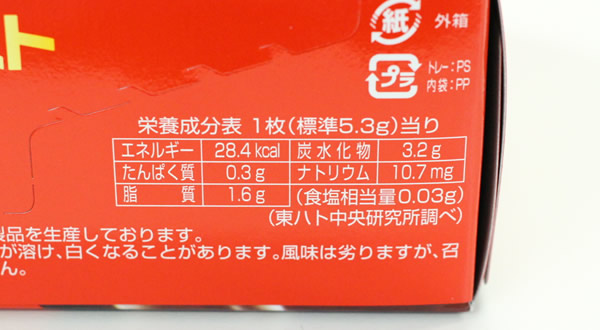 ト
紙 外箱
プラ トレー:PS
内袋:PP
栄養成分表 1枚(標準5.3g)当り
エネルギー 28.4kcal 炭水化物 3.2g
たんぱく質 0.3g ナトリウム 10.7mg
脂質 1.6g (食塩相当量0.03g)
(東ハト中央研究所調べ)
製品を生産しております。
が溶け、白くなることがあります。風味は劣りますが、召
ん。